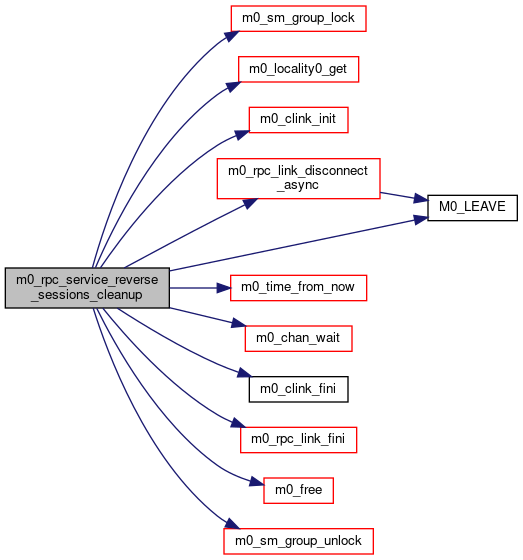 m0_sm_group_lock
m0_locality0_get
m0_clink_init
m0_rpc_link_disconnect
_async
M0_LEAVE
m0_rpc_service_reverse
_sessions_cleanup
m0_time_from_now
m0_chan_wait
m0_clink_fini
m0_rpc_link_fini
m0_free
m0_sm_group_unlock